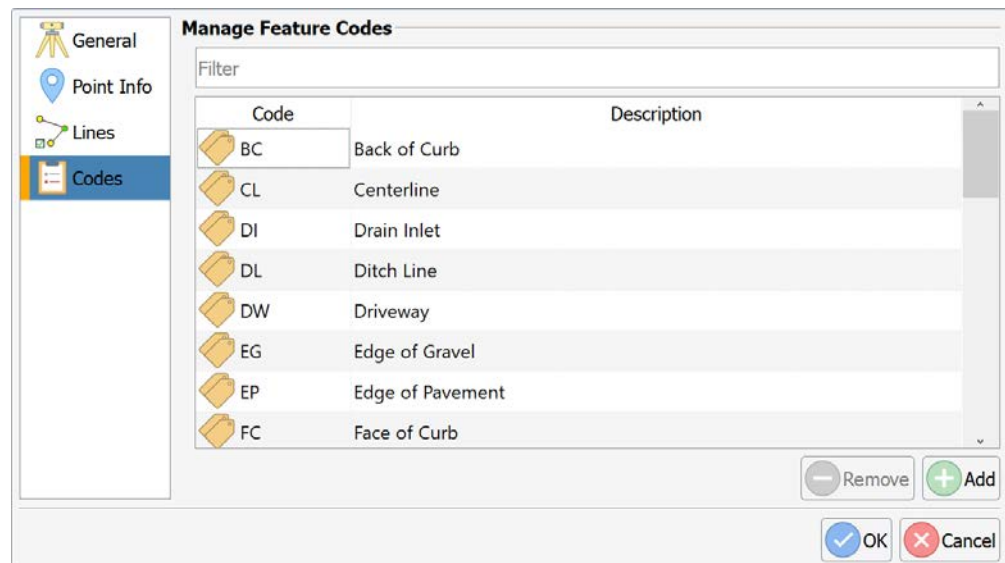 General
Point Info
Lines
Codes
Manage Feature Codes
Filter
Code Description
BC Back of Curb
CL Centerline
DI Drain Inlet
DL Ditch Line
DW Driveway
EG Edge of Gravel
EP Edge of Pavement
FC Face of Curb
Remove Add
OK Cancel